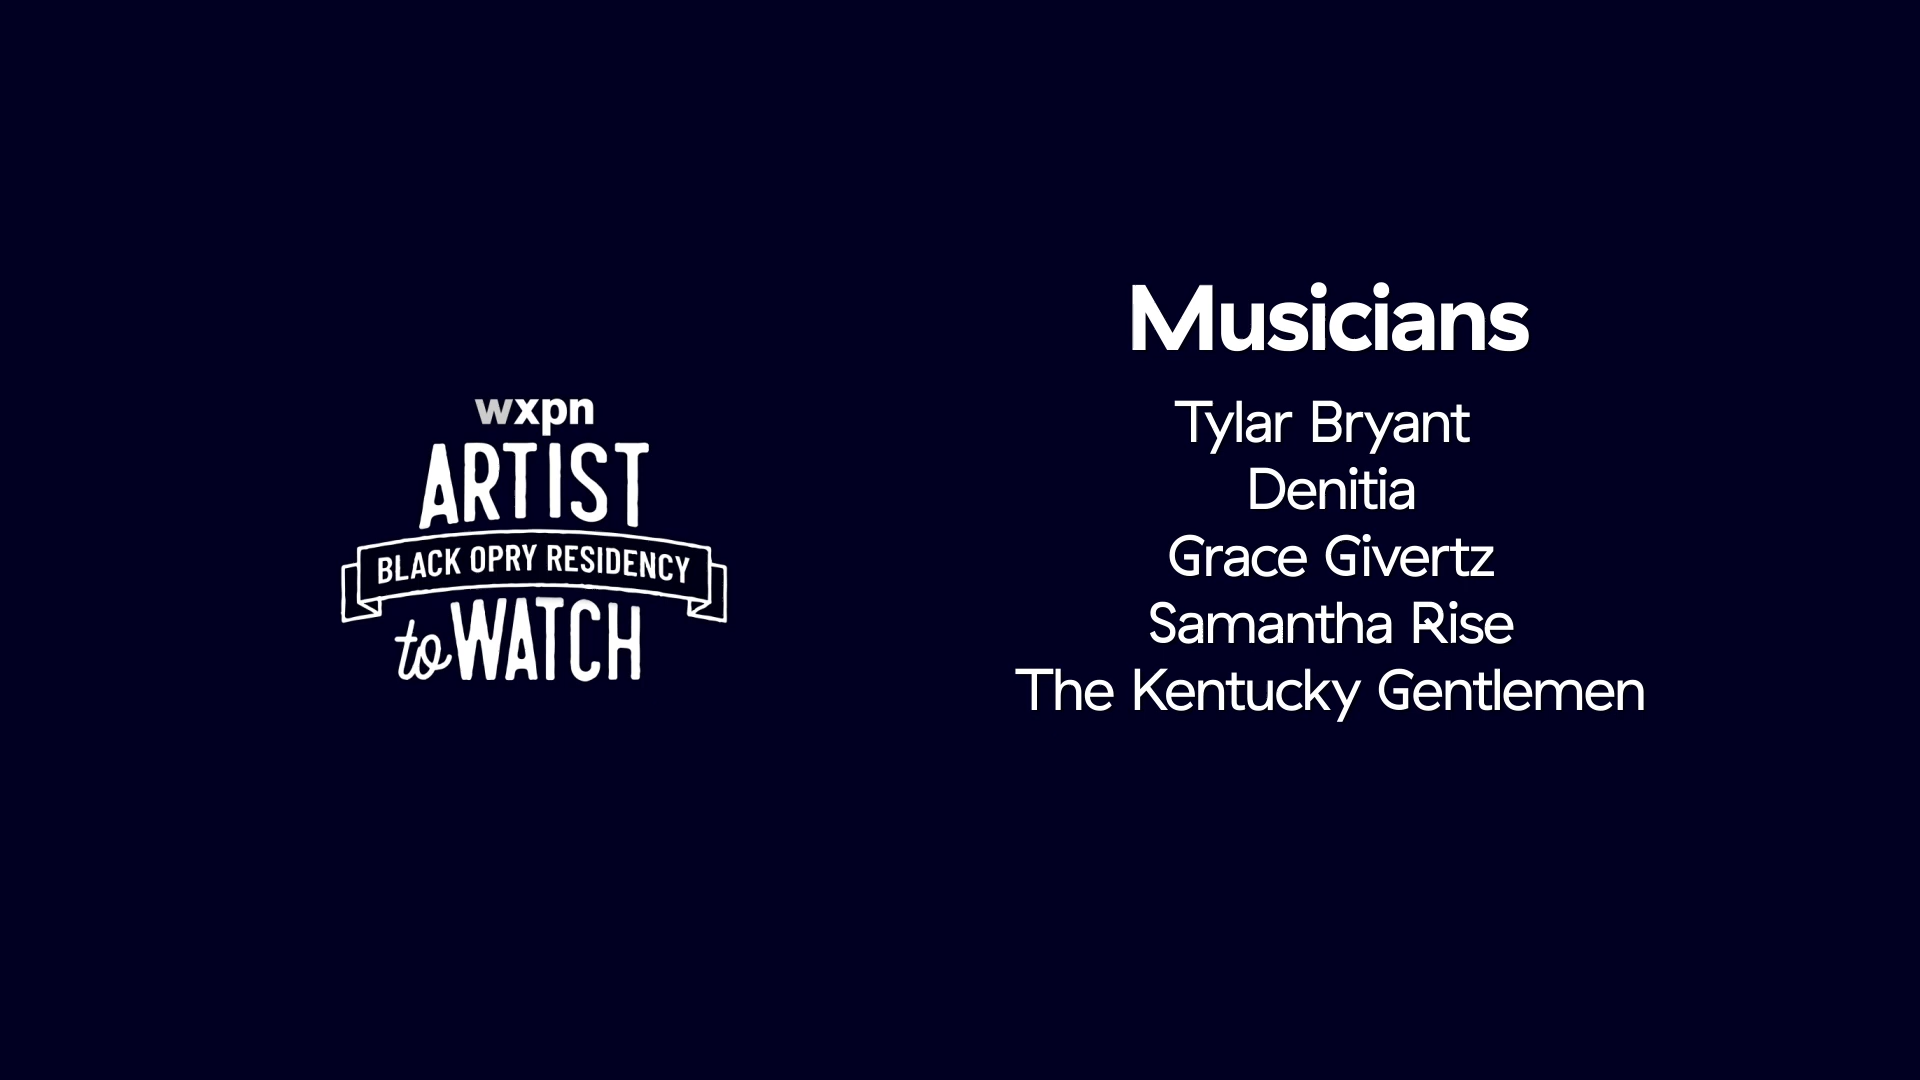 wxpn
ARTIST
BLACK OPRY RESIDENCY
to WATCH
Musicians
Tylar Bryant
Denitia
Grace Givertz
Samantha Rise
The Kentucky Gentlemen